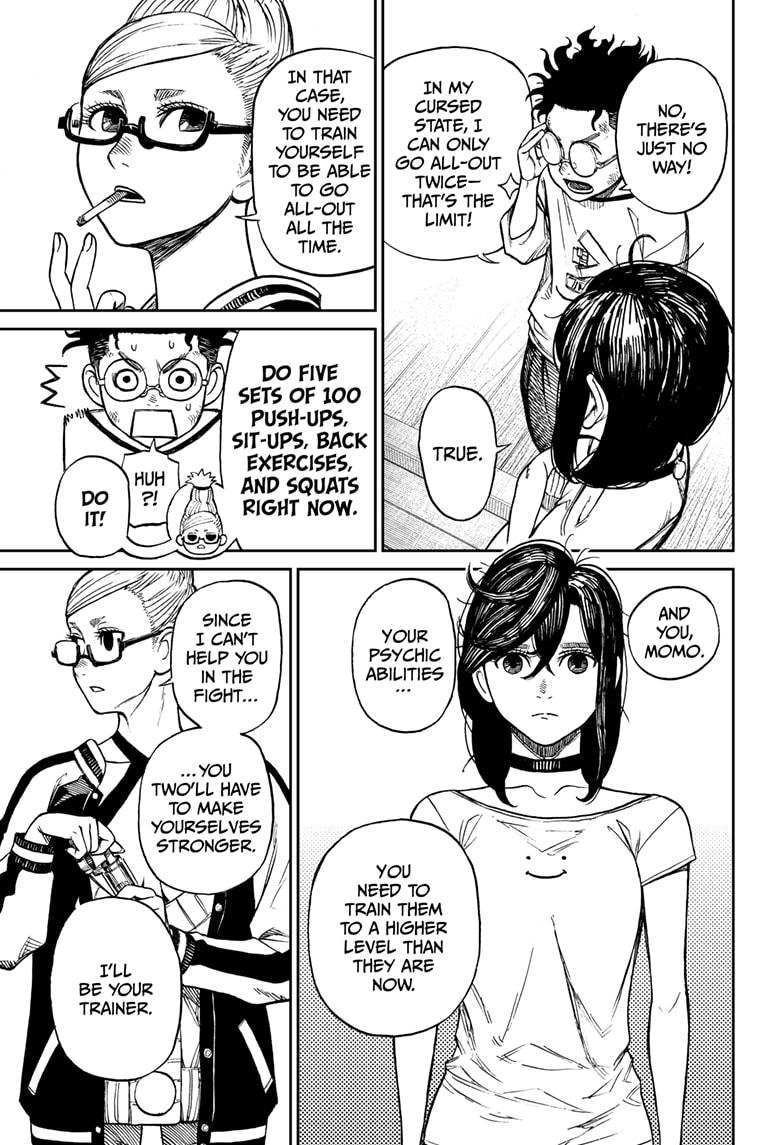 NO,
THERE'S
JUST NO
WAY!
IN MY
CURSED
STATE, I
CAN ONLY
GO ALL-OUT
TWICE—
THAT'S THE
LIMIT!
TRUE.
IN THAT
CASE,
YOU NEED
TO TRAIN
YOURSELF
TO BE ABLE
TO GO
ALL-OUT
ALL THE
TIME.
DO FIVE
SETS OF 100
PUSH-UPS,
SIT-UPS, BACK
EXERCISES,
AND SQUATS
RIGHT NOW.
HUH
?!
DO
IT!
AND
YOU,
MOMO.
YOUR
PSYCHIC
ABILITIES
...
YOU
NEED TO
TRAIN THEM
TO A HIGHER
LEVEL THAN
THEY ARE
NOW.
SINCE
I CAN'T
HELP YOU
IN THE
FIGHT...
...YOU
TWO'LL HAVE
TO MAKE
YOURSELVES
STRONGER.
I'LL
BE YOUR
TRAINER.